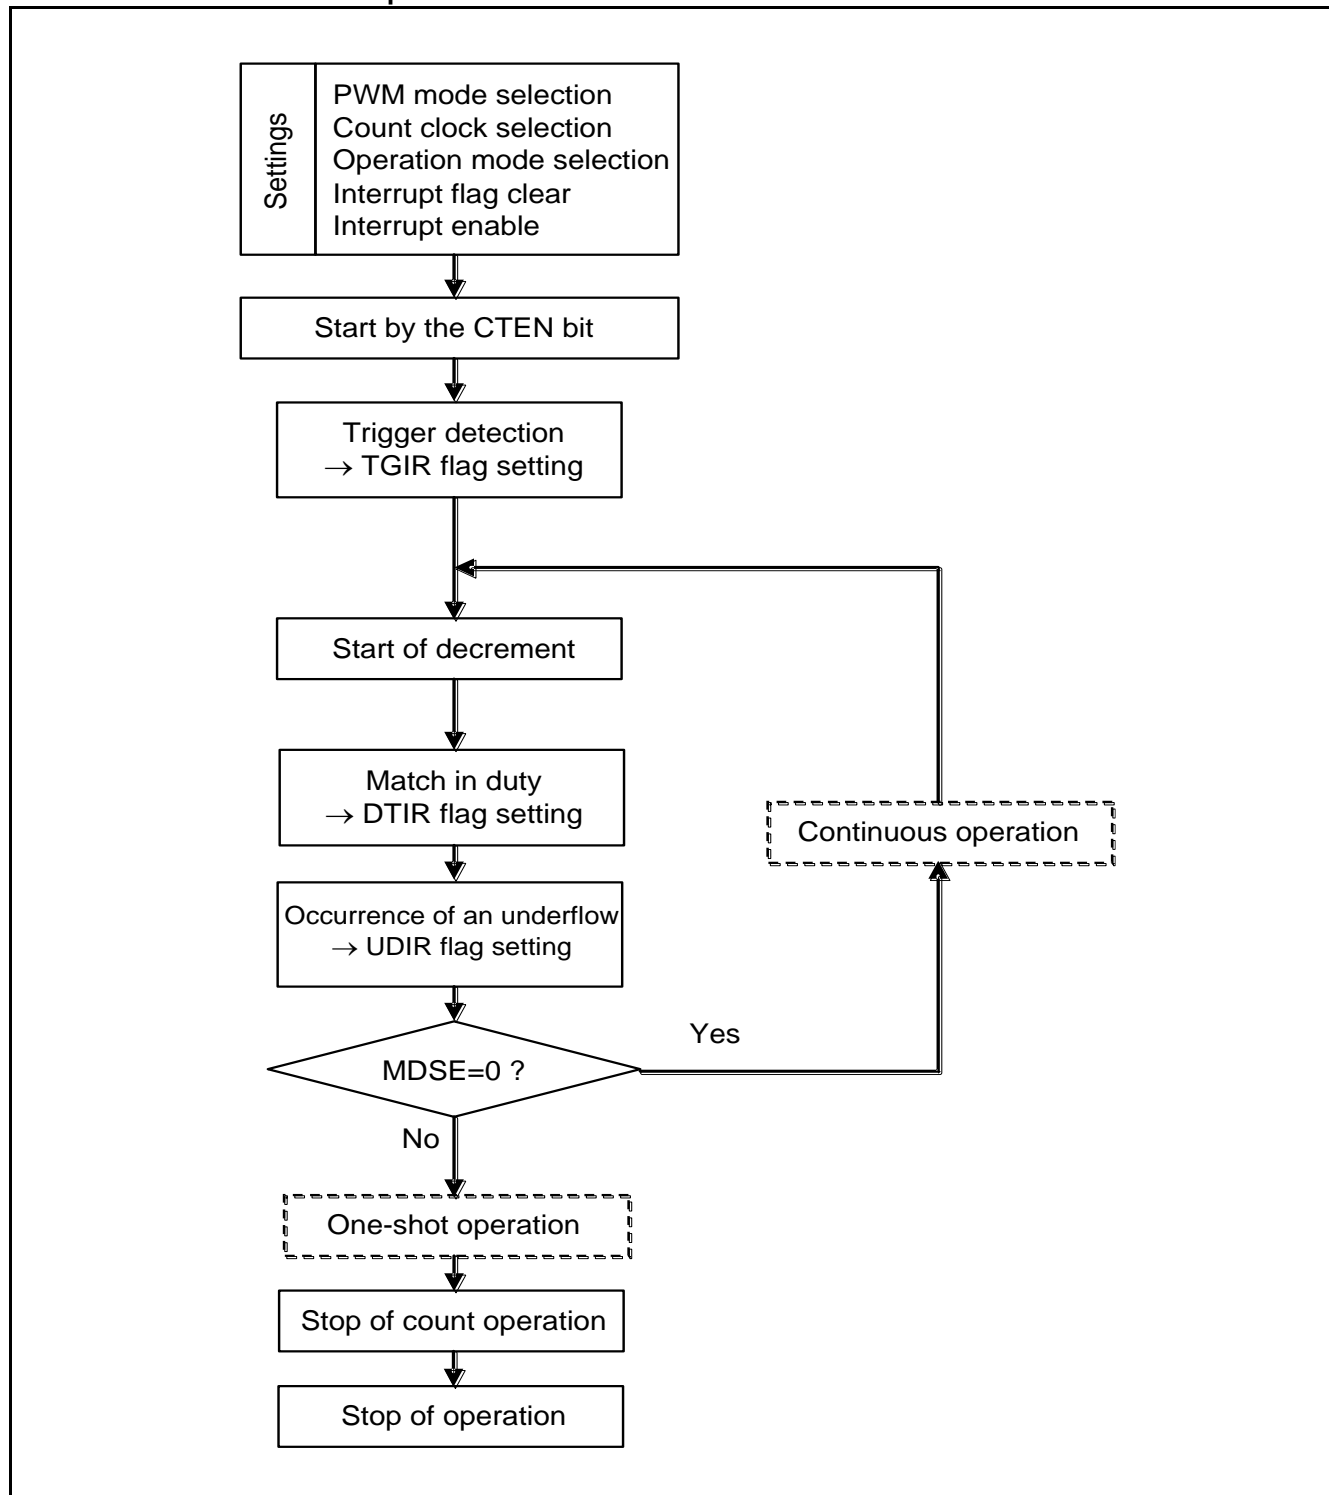 Settings
PWM mode selection
Count clock selection
Operation mode selection
Interrupt flag clear
Interrupt enable
Start by the CTEN bit
Trigger detection
→ TGIR flag setting
Start of decrement
Match in duty
→ DTIR flag setting
Continuous operation
Occurrence of an underflow
→ UDIR flag setting
Yes
MDSE=0 ?
No
One-shot operation
Stop of count operation
Stop of operation